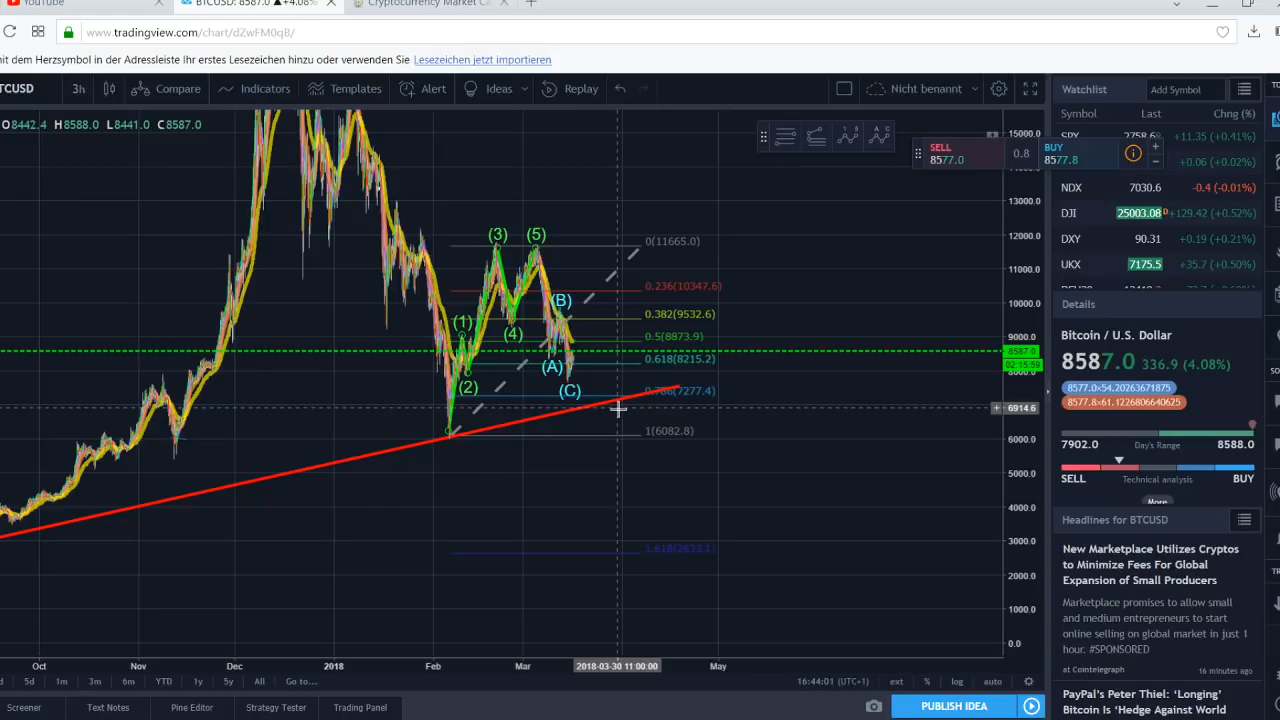 YouTube
BTCUSD: 8587.0 ▲+4.08%
Cryptocurrency Market Ca
www.tradingview.com/chart/dZwFM0qB/
mit dem Herzsymbol in der Adressleiste Ihr erstes Lesezeichen hinzu oder verwenden Sie Lesezeichen jetzt importieren
TCUSD 3h Compare Indicators Templates Alert Ideas Replay Nicht benannt
O8442.4 H8588.0 L8441.0 C8587.0
SELL
8577.0
0.8
BUY
8577.8
15000.0
13000.0
12000.0
11000.0
10000.0
9000.0
8587.0
02:15:59
8000.0
6914.6
6000.0
5000.0
4000.0
3000.0
2000.0
1000.0
0.0
(1)
(2)
(3)
(4)
(5)
(A)
(B)
(C)
0(11665.0)
0.236(10347.6)
0.382(9532.6)
0.5(8873.9)
0.618(8215.2)
0.786(7277.4)
1(6082.8)
1.618(2633.1)
Oct Nov Dec 2018 Feb Mar 2018-03-30 11:00:00 May
d 5d 1m 3m 6m YTD 1y 5y All Go to... 16:44:01 (UTC+1) ext % log auto
Screener Text Notes Pine Editor Strategy Tester Trading Panel PUBLISH IDEA
Watchlist Add Symbol
Symbol Last Chng (%)
SPY 2758.68 +11.35 (+0.41%)
+0.06 (+0.02%)
NDX 7030.6 -0.4 (-0.01%)
DJI 25003.08 D +129.42 (+0.52%)
DXY 90.31 +0.19 (+0.21%)
UKX 7175.5 +35.7 (+0.50%)
Details
Bitcoin / U.S. Dollar
8587.0 336.9 (4.08%)
8577.0×54.20263671875
8577.8×61.1226806640625
7902.0 Day's Range 8588.0
SELL Technical analysis BUY
More
Headlines for BTCUSD
New Marketplace Utilizes Cryptos
to Minimize Fees For Global
Expansion of Small Producers
Marketplace promises to allow small
and medium entrepreneurs to start
online selling on global market in just 1
hour. #SPONSORED
at Cointelegraph 16 minutes ago
PayPal's Peter Thiel: 'Longing'
Bitcoin Is 'Hedge Against World